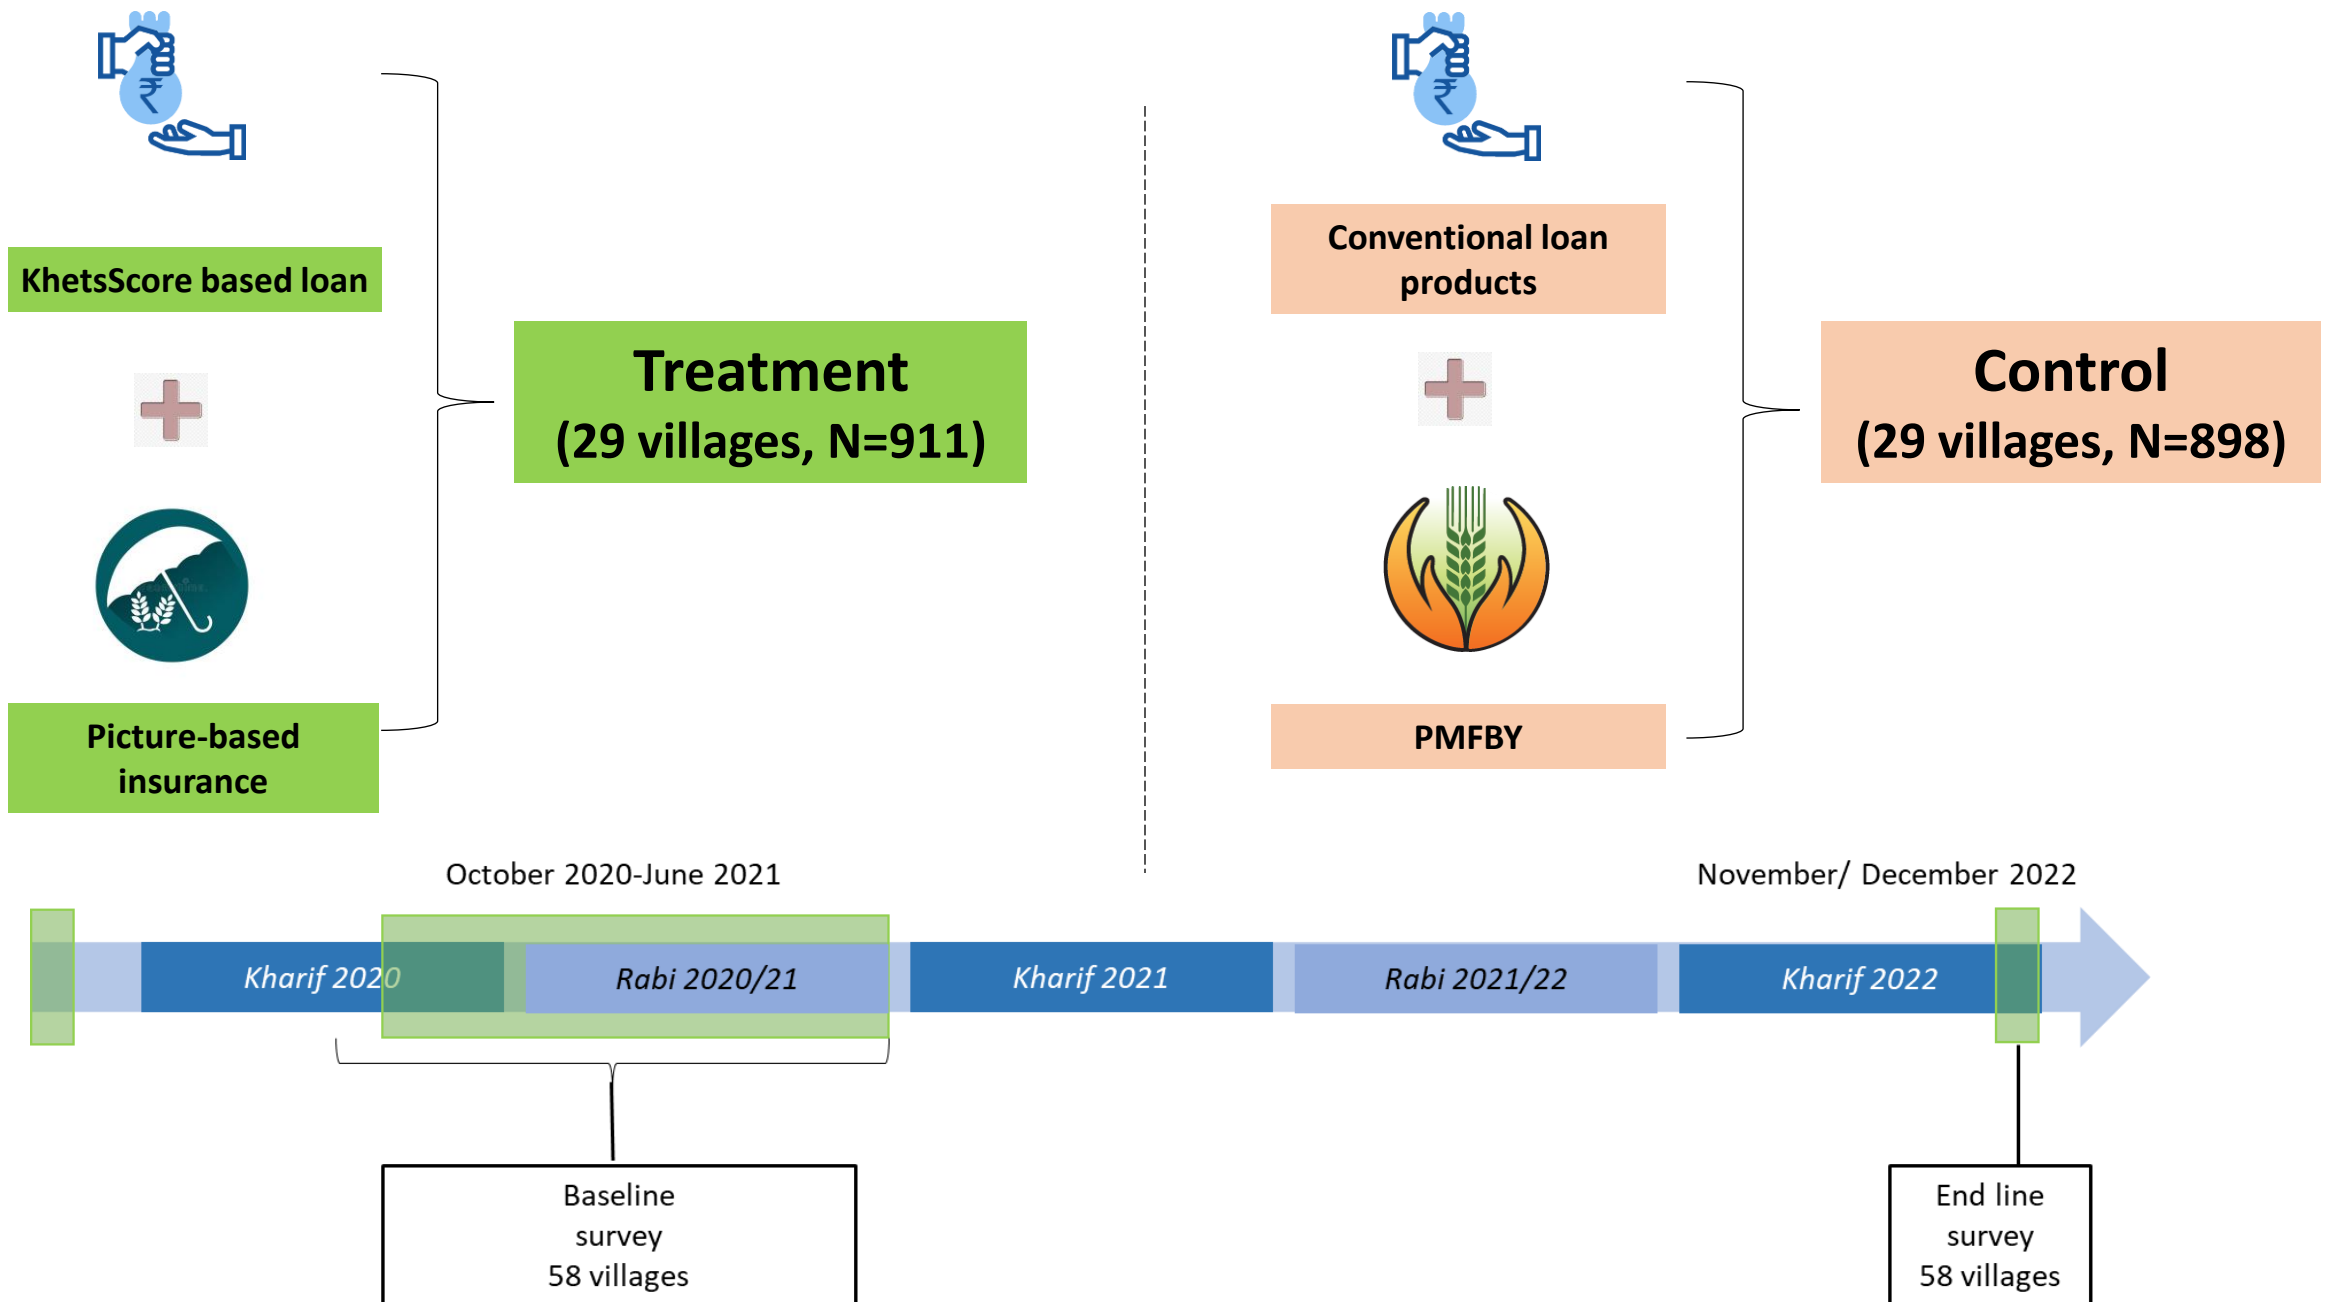 ₹
KhetsScore based loan
Picture-based
insurance
Treatment
(29 villages, N=911)
₹
Conventional loan
products
PMFBY
Control
(29 villages, N=898)
October 2020-June 2021
November/ December 2022
Kharif 2020
Rabi 2020/21
Kharif 2021
Rabi 2021/22
Kharif 2022
Baseline
survey
58 villages
End line
survey
58 villages